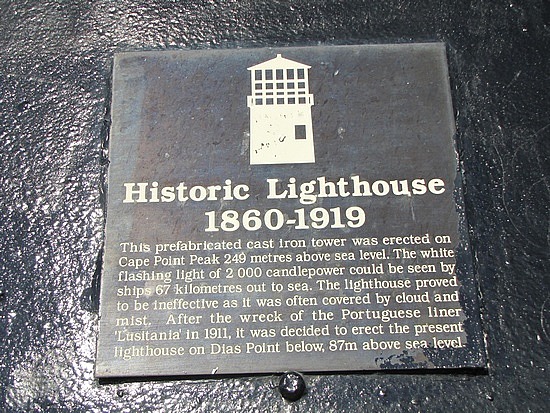 Historic Lighthouse
1860-1919
This prefabricated cast iron tower was erected on
Cape Point Peak 249 metres above sea level. The white
flashing light of 2 000 candlepower could be seen by
ships 67 kilometres out to sea. The lighthouse proved
to be ineffective as it was often covered by cloud and
mist. After the wreck of the Portuguese liner
'Lusitania' in 1911, it was decided to erect the present
lighthouse on Dias Point below, 87m above sea level.